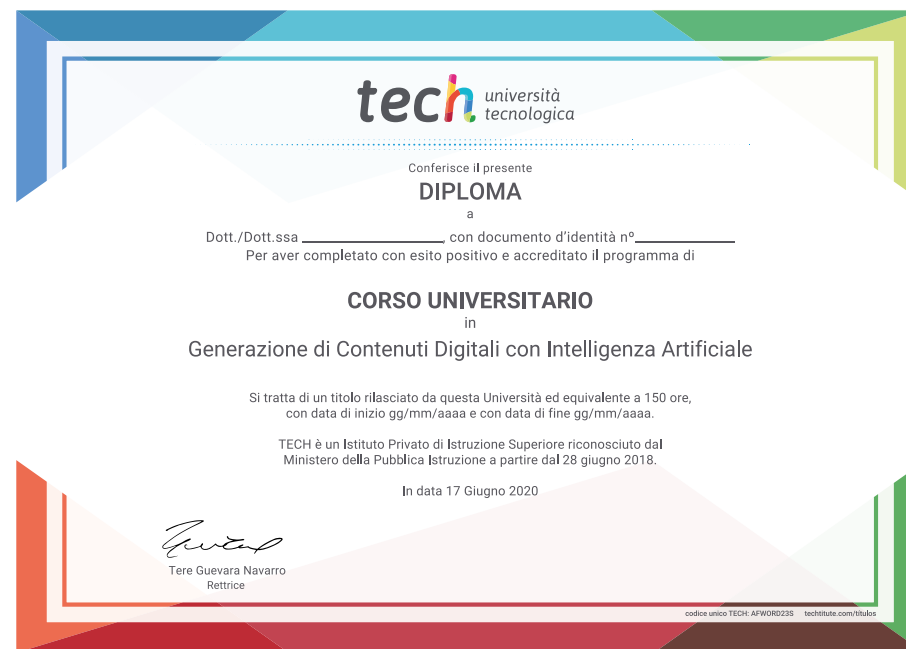 tech università
tecnologica
Conferisce il presente
DIPLOMA
a
Dott./Dott.ssa ____________________, con documento d'identità nº______________
Per aver completato con esito positivo e accreditato il programma di
CORSO UNIVERSITARIO
in
Generazione di Contenuti Digitali con Intelligenza Artificiale
Si tratta di un titolo rilasciato da questa Università ed equivalente a 150 ore,
con data di inizio gg/mm/aaaa e con data di fine gg/mm/aaaa.
TECH è un Istituto Privato di Istruzione Superiore riconosciuto dal
Ministero della Pubblica Istruzione a partire dal 28 giugno 2018.
In data 17 Giugno 2020
Tere Guevara Navarro
Rettrice
codice unico TECH: AFWORD23S techtitute.com/titulos